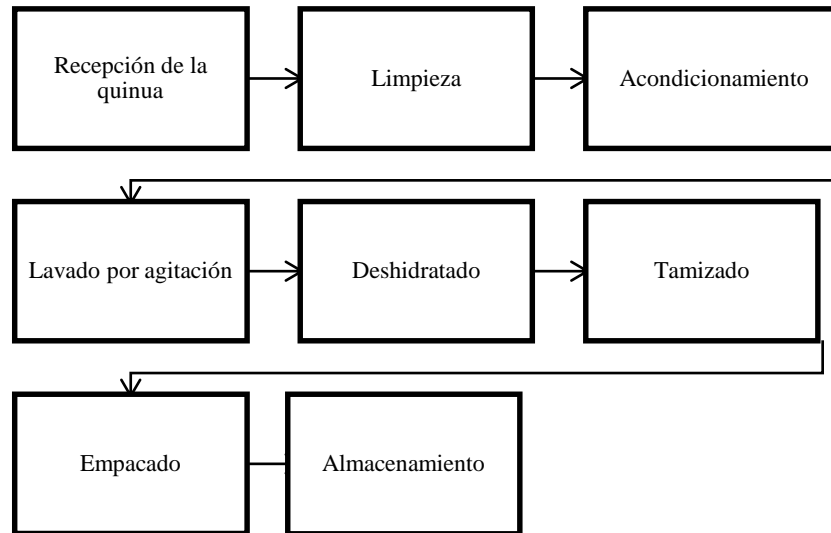 Recepción de la
quinua
Limpieza
Acondicionamiento
Lavado por agitación
Deshidratado
Tamizado
Empacado
Almacenamiento